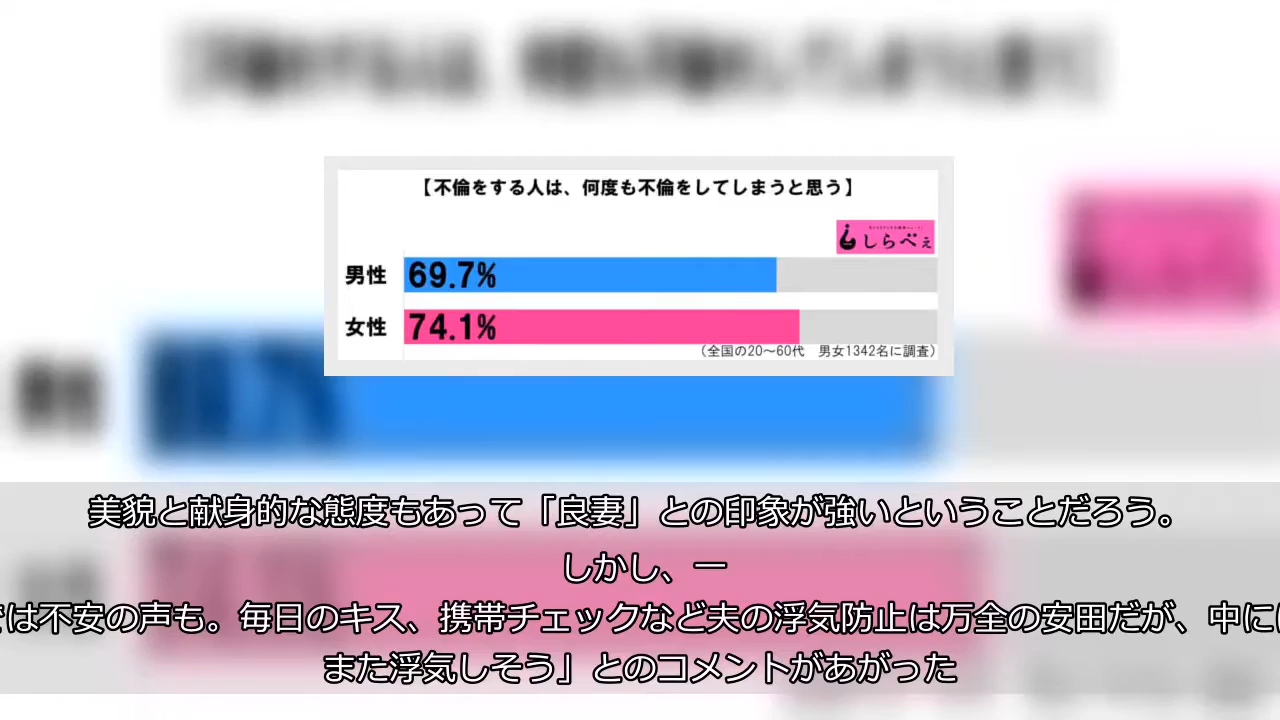 【不倫をする人は、何度も不倫をしてしまうと思う】
しらべぇ
男性 69.7%
女性 74.1%
(全国の20〜60代 男女1342名に調査)
美貌と献身的な態度もあって「良妻」との印象が強いということだろう。
しかし、一
では不安の声も。毎日のキス、携帯チェックなど夫の浮気防止は万全の安田だが、中には
また浮気しそう」とのコメントがあがった